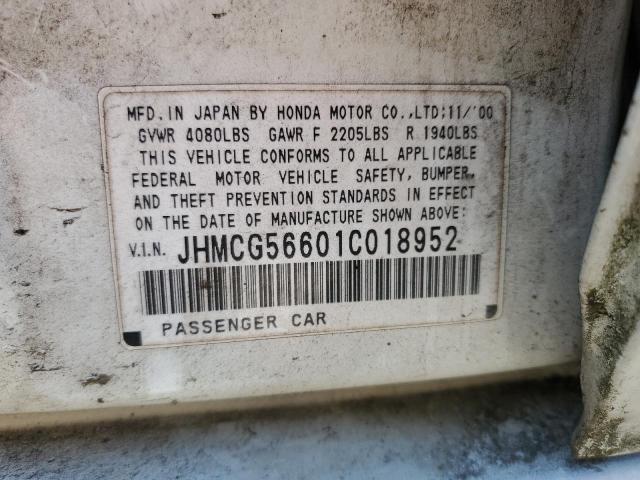 MFD. IN JAPAN BY HONDA MOTOR CO., LTD; 11/'00
GVWR 4080LBS GAWR F 2205LBS R 1940LBS
THIS VEHICLE CONFORMS TO ALL APPLICABLE
FEDERAL MOTOR VEHICLE SAFETY, BUMPER,
AND THEFT PREVENTION STANDARDS IN EFFECT
ON THE DATE OF MANUFACTURE SHOWN ABOVE:
V.I.N. JHMCG56601C018952
PASSENGER CAR